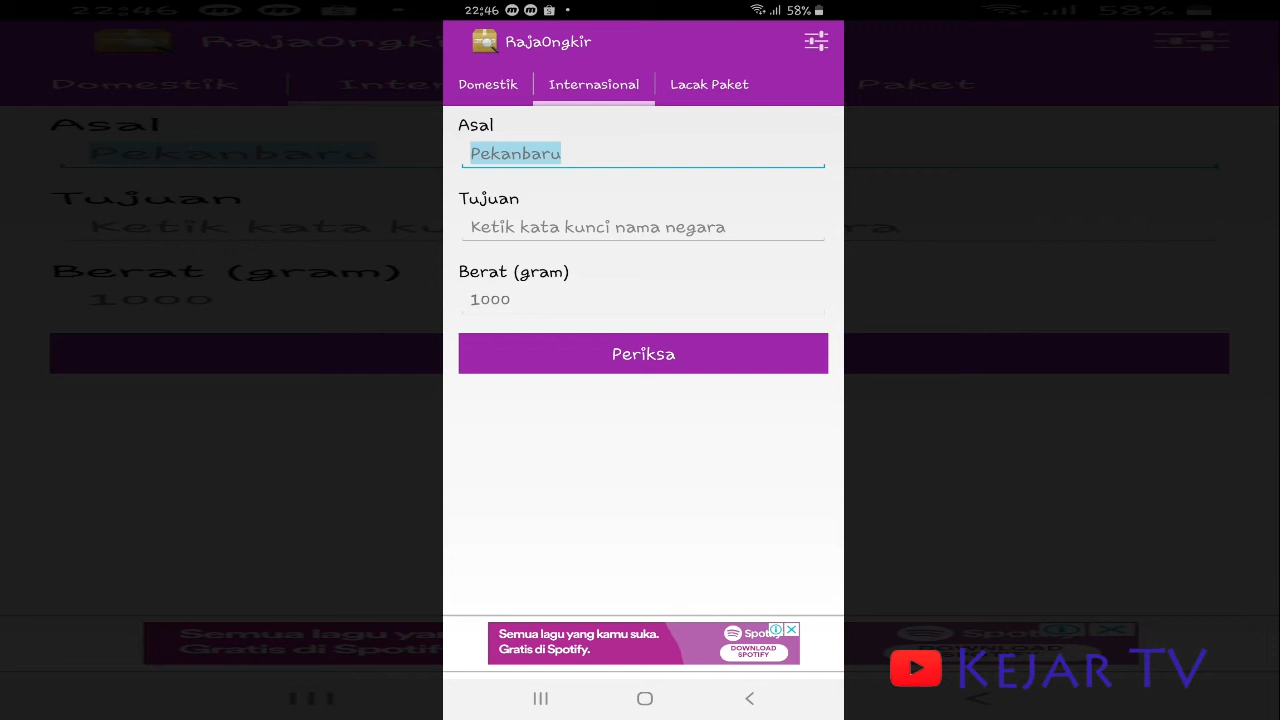 22:46 58%
RajaOngkir
Domestik Internasional Lacak Paket
Asal
Pekanbaru
Tujuan
Ketik kata kunci nama negara
Berat (gram)
1000
Periksa
Semua lagu yang kamu suka.
Gratis di Spotify.
Spoti
DOWNLOAD
SPOTIFY
KEJAR TV